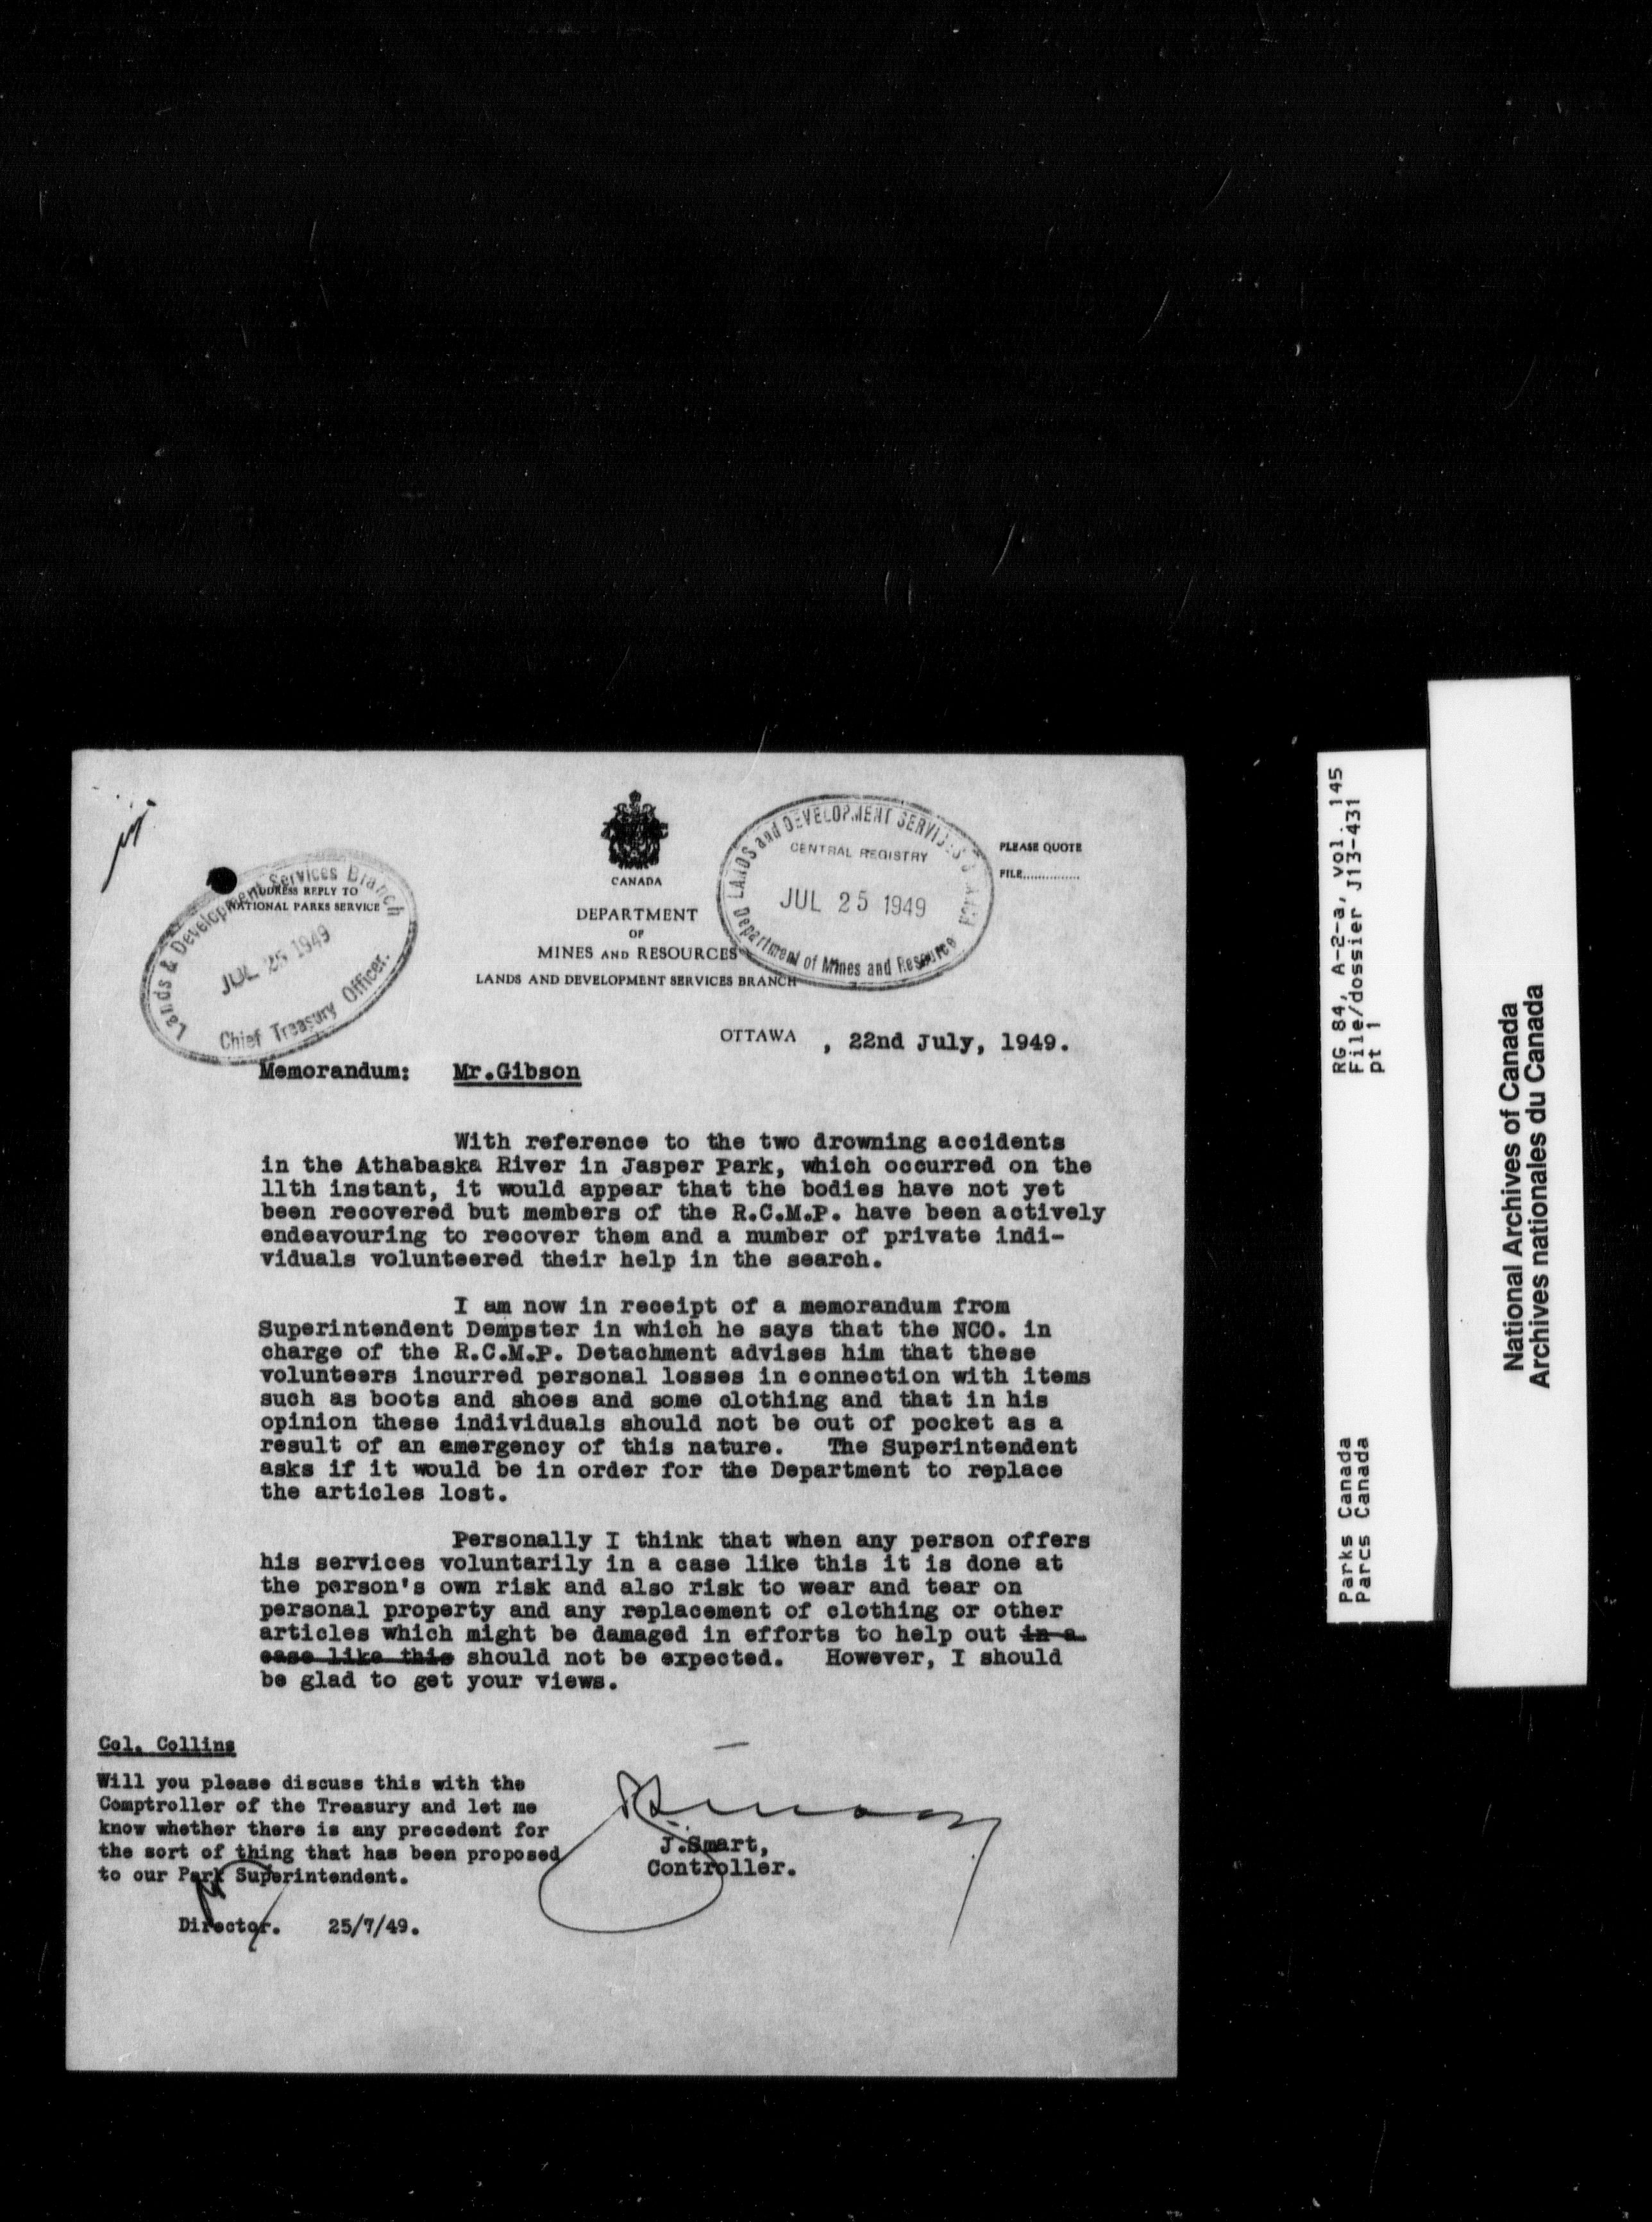 ADDRESS REPLY TO
NATIONAL PARKS SERVICE
Lands & Development Services Branch
JUL 25 1949
Chief Treasury Officer.
CANADA
DEPARTMENT
OF
MINES AND RESOURCES
LANDS AND DEVELOPMENT SERVICES BRANCH
LANDS and DEVELOPMENT SERVICES
CENTRAL REGISTRY
JUL 25 1949
Department of Mines and Resource
PLEASE QUOTE
FILE..............
OTTAWA , 22nd July, 1949.
Memorandum: Mr.Gibson
With reference to the two drowning accidents
in the Athabaska River in Jasper Park, which occurred on the
11th instant, it would appear that the bodies have not yet
been recovered but members of the R.C.M.P. have been actively
endeavouring to recover them and a number of private indi-
viduals volunteered their help in the search.
I am now in receipt of a memorandum from
Superintendent Dempster in which he says that the NCO. in
charge of the R.C.M.P. Detachment advises him that these
volunteers incurred personal losses in connection with items
such as boots and shoes and some clothing and that in his
opinion these individuals should not be out of pocket as a
result of an emergency of this nature. The Superintendent
asks if it would be in order for the Department to replace
the articles lost.
Personally I think that when any person offers
his services voluntarily in a case like this it is done at
the person's own risk and also risk to wear and tear on
personal property and any replacement of clothing or other
articles which might be damaged in efforts to help out in a
case like this should not be expected. However, I should
be glad to get your views.
Col. Collins
Will you please discuss this with the
Comptroller of the Treasury and let me
know whether there is any precedent for
the sort of thing that has been proposed
to our Park Superintendent.
Director. 25/7/49.
J.Smart,
Controller.
RG 84, A-2-a, vol. 145
File/dossier J13-431
pt 1
Parks Canada
Parcs Canada
National Archives of Canada
Archives nationales du Canada